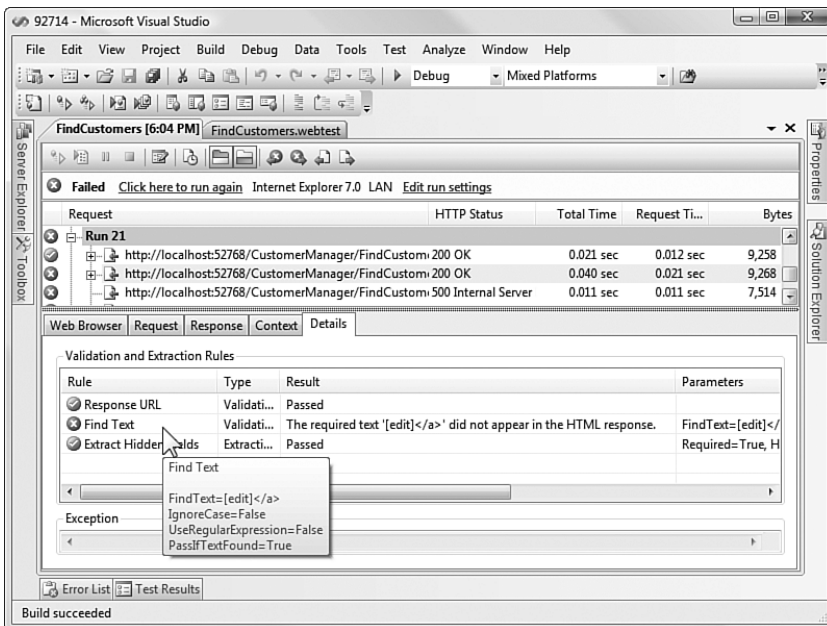 92714 - Microsoft Visual Studio
File Edit View Project Build Debug Data Tools Test Analyze Window Help
Debug Mixed Platforms
FindCustomers [6:04 PM] FindCustomers.webtest
Server Explorer
Toolbox
Properties
Solution Explorer
Failed Click here to run again Internet Explorer 7.0 LAN Edit run settings
Request HTTP Status Total Time Request Ti... Bytes
Run 21
http://localhost:52768/CustomerManager/FindCustom 200 OK 0.021 sec 0.012 sec 9,258
http://localhost:52768/CustomerManager/FindCustom 200 OK 0.040 sec 0.021 sec 9,268
http://localhost:52768/CustomerManager/FindCustom 500 Internal Server 0.011 sec 0.011 sec 7,514
Web Browser Request Response Context Details
Validation and Extraction Rules
Rule Type Result Parameters
Response URL Validati... Passed
Find Text Validati... The required text '[edit]</a>' did not appear in the HTML response. FindText=[edit]</
Extract Hidden elds Extracti... Passed Required=True, H
Find Text
FindText=[edit]</a>
IgnoreCase=False
UseRegularExpression=False
PassIfTextFound=True
Exception
Error List Test Results
Build succeeded